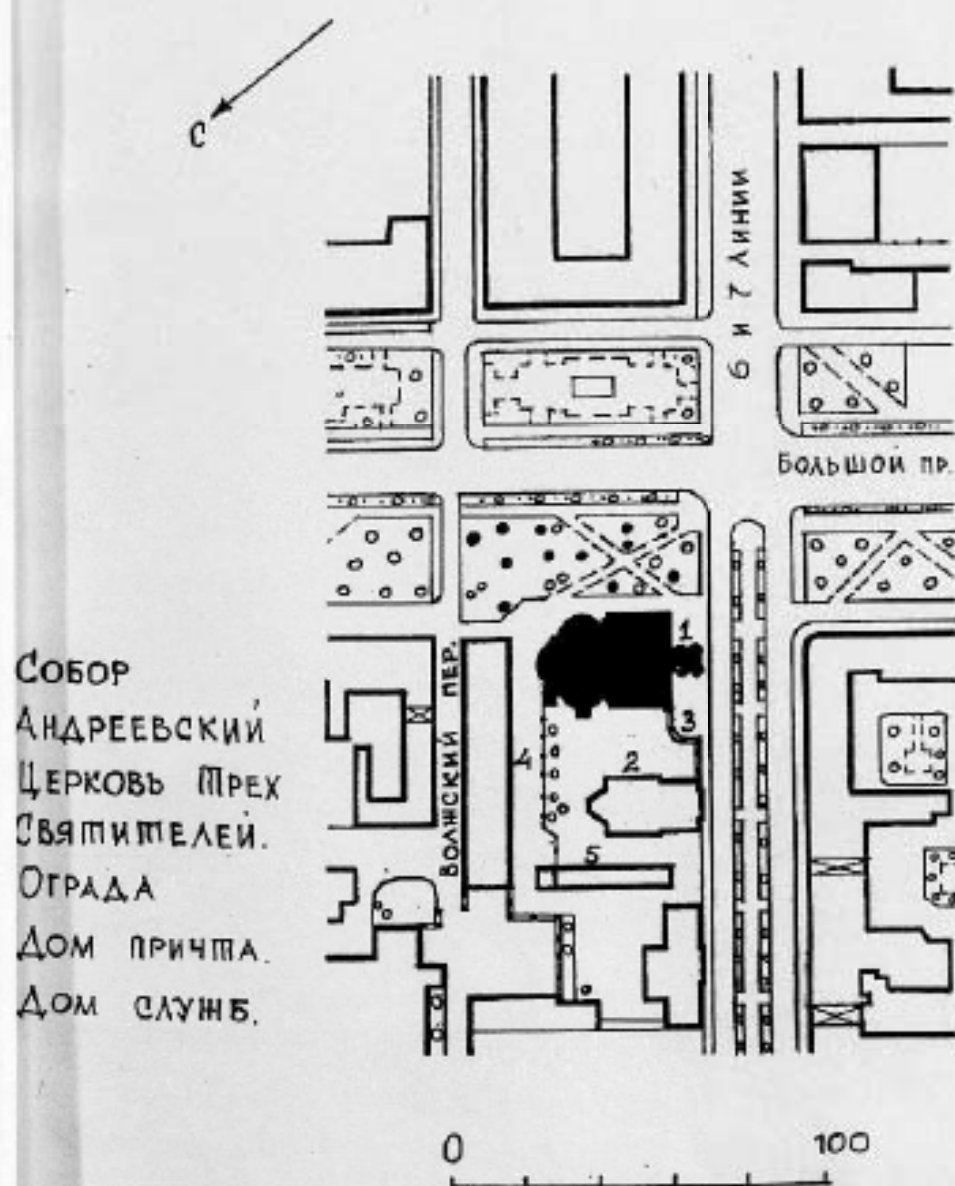 С
6 и 7 линии
Большой пр.
Собор
Андреевский
Церковь Трех
Святителей.
Ограда
Дом причта.
Дом служб.
Волжский пер.
1
2
3
4
5
0 100